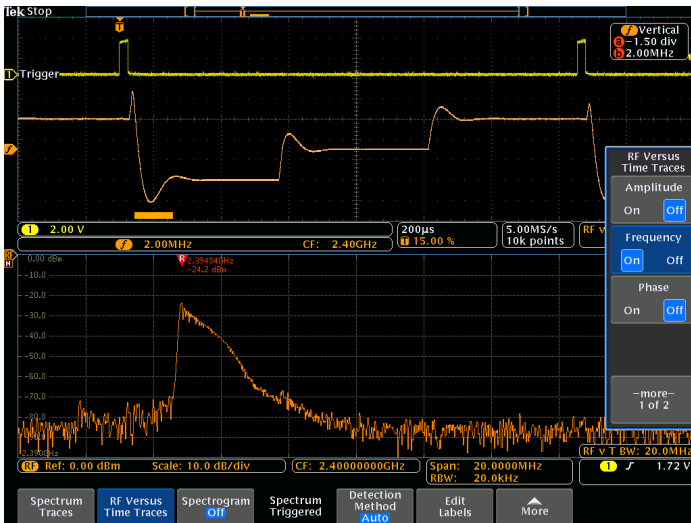 Tek Stop
T
T
f Vertical
a -1.50 div
b 2.00MHz
1 Trigger
f
RF Versus
Time Traces
Amplitude
On Off
Frequency
On Off
Phase
On Off
-more-
1 of 2
1 2.00 V
f 2.00MHz CF: 2.40GHz
200µs
T 15.00 %
5.00MS/s
10k points
RF v
0.00 dBm
-10.0
-20.0
-30.0
-40.0
-50.0
-60.0
-70.0
R 2.39484GHz
-24.2 dBm
RF v T BW: 20.0MHz
RF Ref: 0.00 dBm Scale: 10.0 dB/div
CF: 2.40000000GHz
Span: 20.0000MHz
RBW: 20.0kHz
1 1.72 V
Spectrum
Traces
RF Versus
Time Traces
Spectrogram
Off
Spectrum
Triggered
Detection
Method
Auto
Edit
Labels
More